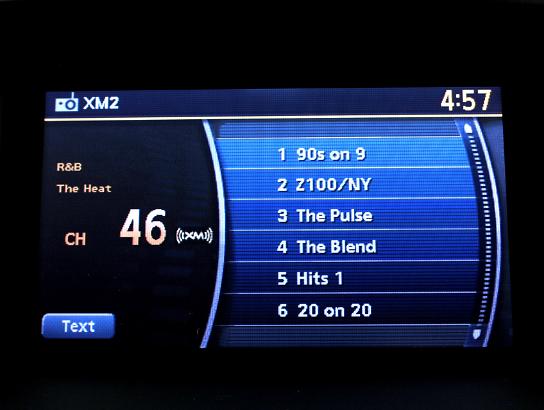 XM2
4:57
R&B
The Heat
CH 46 ((XM))
Text
1 90s on 9
2 Z100/NY
3 The Pulse
4 The Blend
5 Hits 1
6 20 on 20